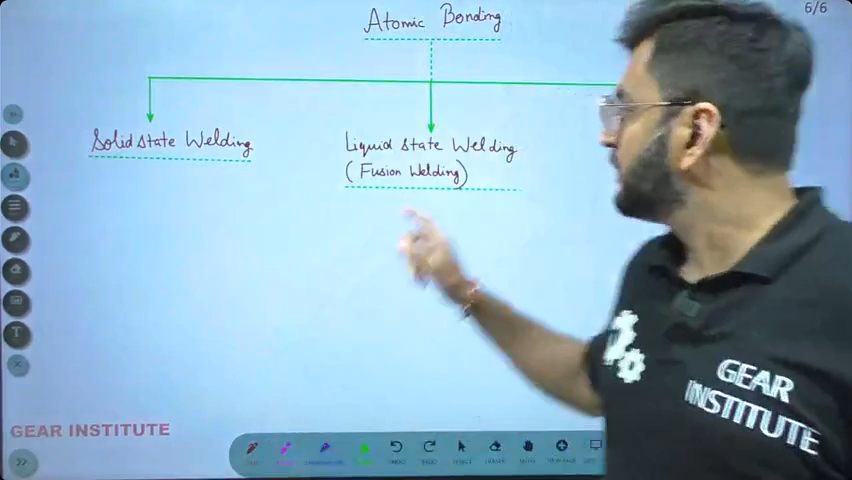 6/6
Atomic Bonding
Solid state Welding
Liquid state Welding
(Fusion Welding)
GEAR
INSTITUTE
GEAR INSTITUTE